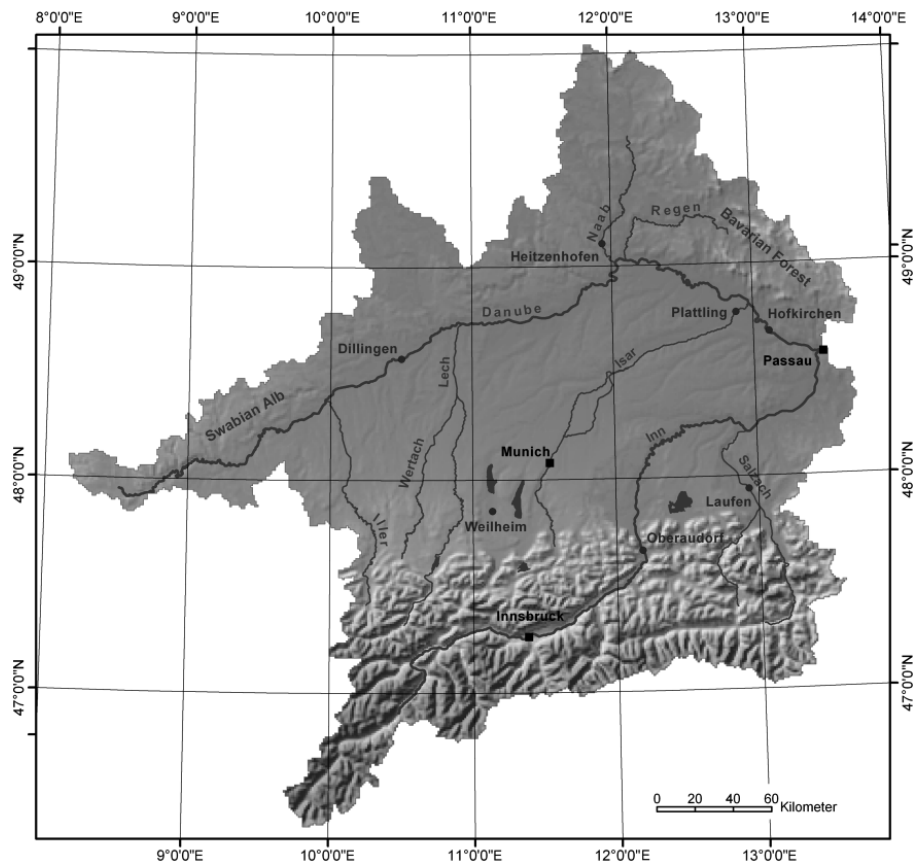 8°0'0"E 9°0'0"E 10°0'0"E 11°0'0"E 12°0'0"E 13°0'0"E 14°0'0"E
Naab
Regen
Bavarian Forest
49°0'0"N
Heitzenhofen
49°0'0"N
Danube
Plattling
Hofkirchen
Dillingen
Isar
Passau
Lech
Swabian Alb
Inn
Wertach
Munich
Salzach
48°0'0"N
48°0'0"N
Laufen
Iller
Weilheim
Oberaudorf
Innsbruck
47°0'0"N
47°0'0"N
0 20 40 60
Kilometer
9°0'0"E 10°0'0"E 11°0'0"E 12°0'0"E 13°0'0"E